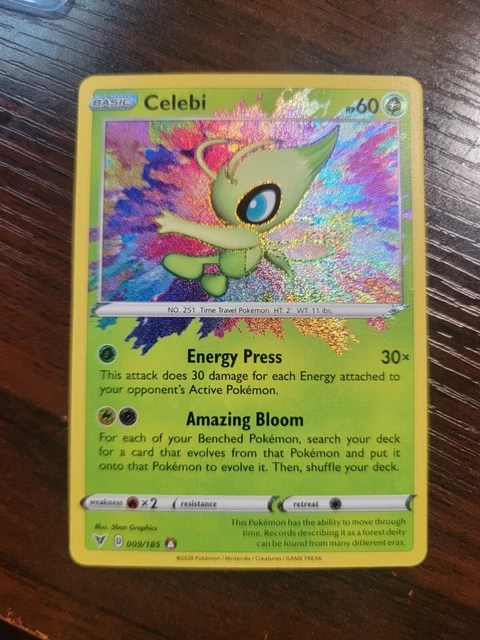 BASIC Celebi HP60
NO. 251 Time Travel Pokémon HT: 2' WT: 11 lbs.
Energy Press 30×
This attack does 30 damage for each Energy attached to
your opponent's Active Pokémon.
Amazing Bloom
For each of your Benched Pokémon, search your deck
for a card that evolves from that Pokémon and put it
onto that Pokémon to evolve it. Then, shuffle your deck.
weakness ×2 resistance retreat
Illus. 5ban Graphics
D 009/185 A
This Pokémon has the ability to move through
time. Records describing it as a forest deity
can be found from many different eras.
©2020 Pokémon / Nintendo / Creatures / GAME FREAK